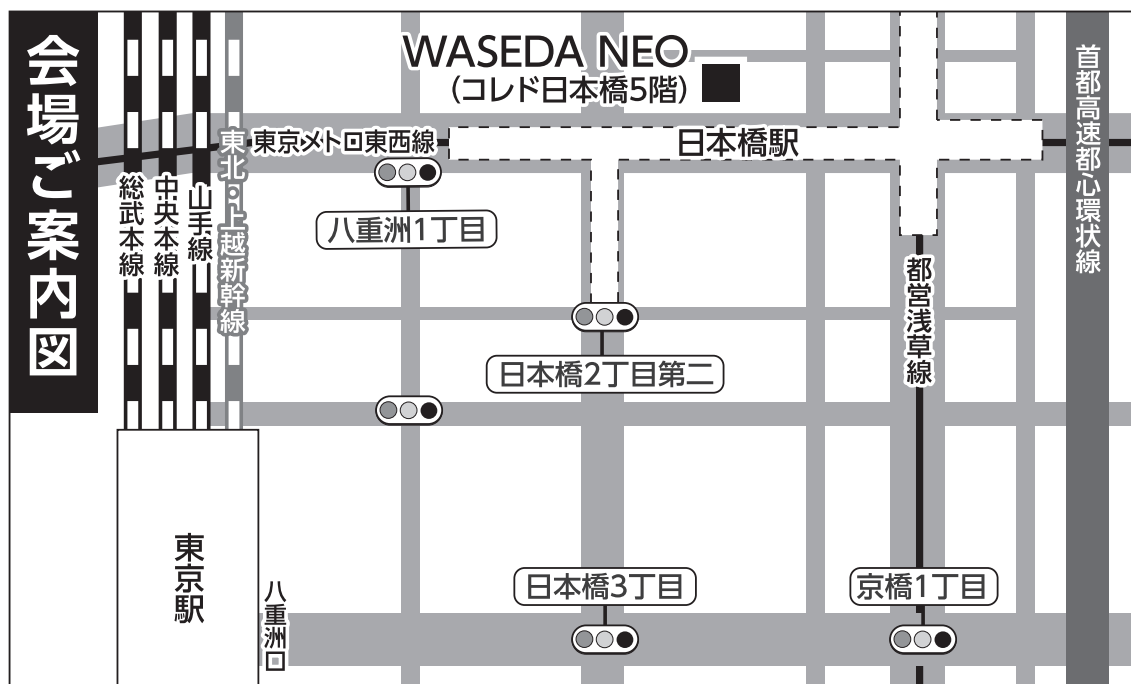 会場ご案内図
WASEDA NEO
（コレド日本橋5階）
首都高速都心環状線
東京メトロ東西線
日本橋駅
総武本線
中央本線
山手線
東北・上越新幹線
八重洲1丁目
都営浅草線
日本橋2丁目第二
東京駅
八重洲口
日本橋3丁目
京橋1丁目